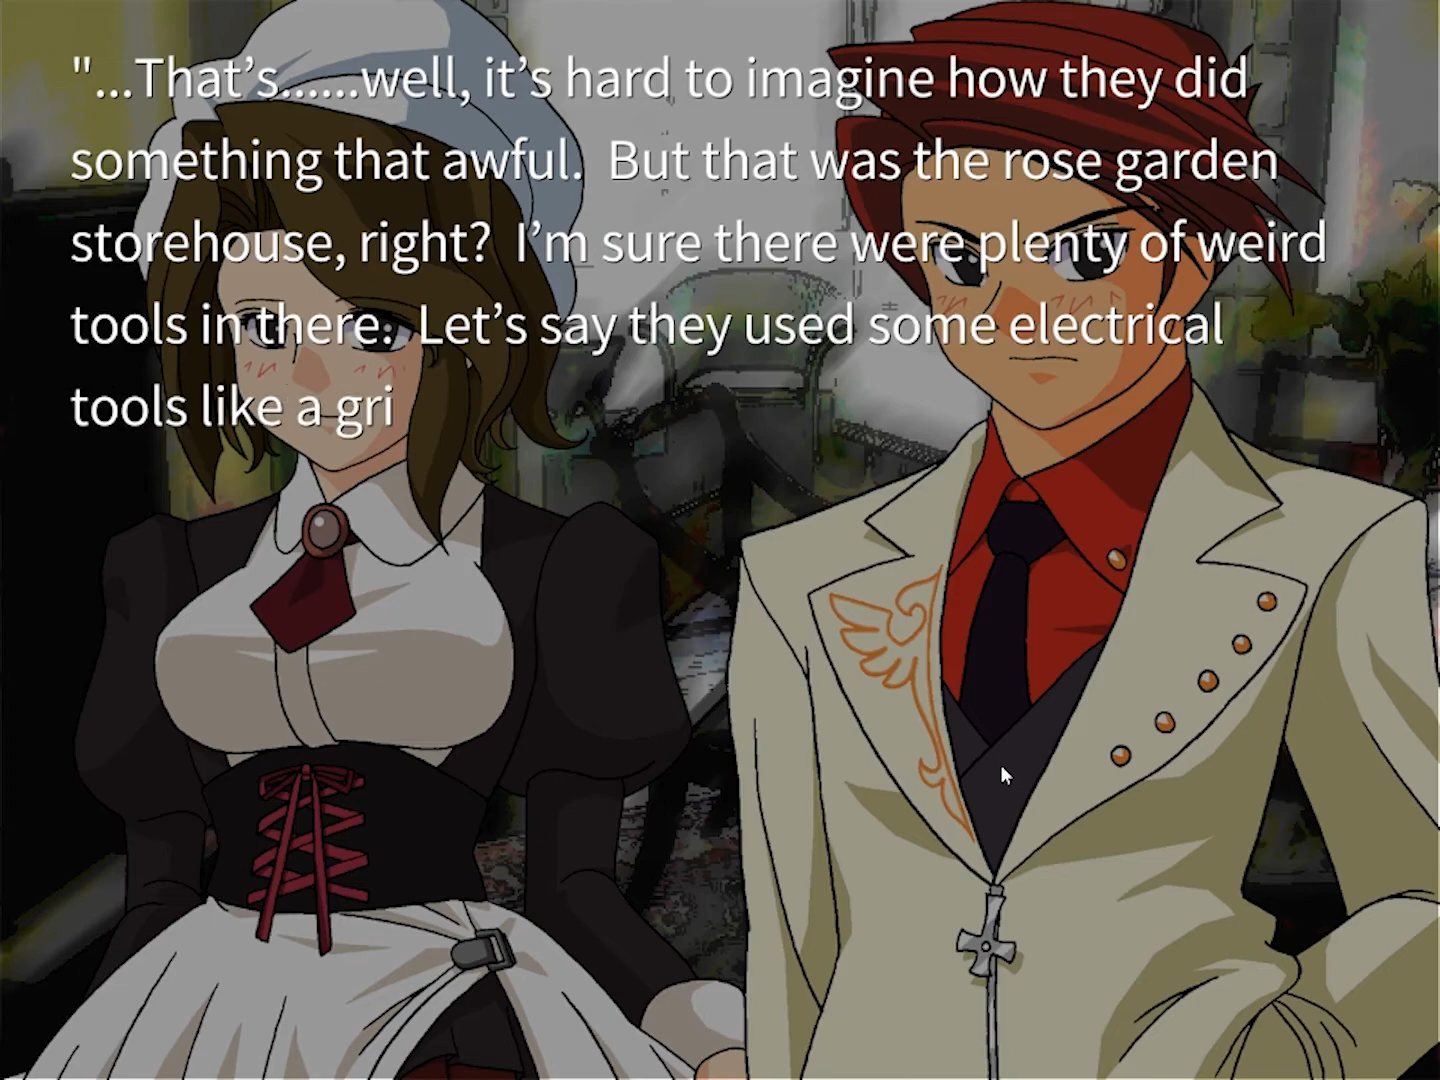 "...That’s......well, it’s hard to imagine how they did
something that awful.  But that was the rose garden
storehouse, right?  I’m sure there were plenty of weird
tools in there.  Let’s say they used some electrical
tools like a gri